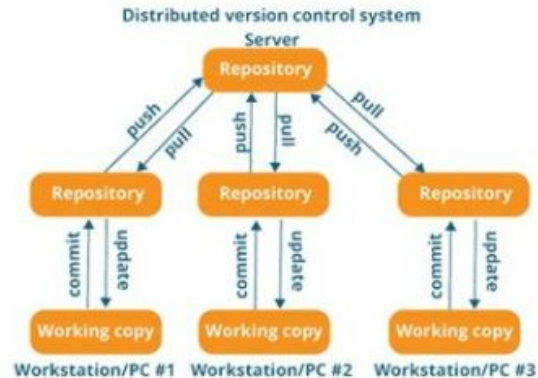 Distributed version control system
Server
Repository
push
pull
push
pull
push
pull
Repository
Repository
Repository
commit
update
commit
update
commit
update
Working copy
Working copy
Working copy
Workstation/PC #1
Workstation/PC #2
Workstation/PC #3